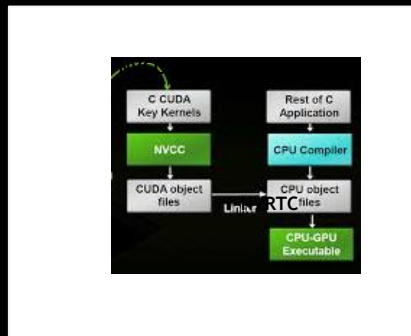 C CUDA
Key Kernels
Rest of C
Application
NVCC
CPU Compiler
CUDA object
files
CPU object
files
Linker
RTC
CPU-GPU
Executable